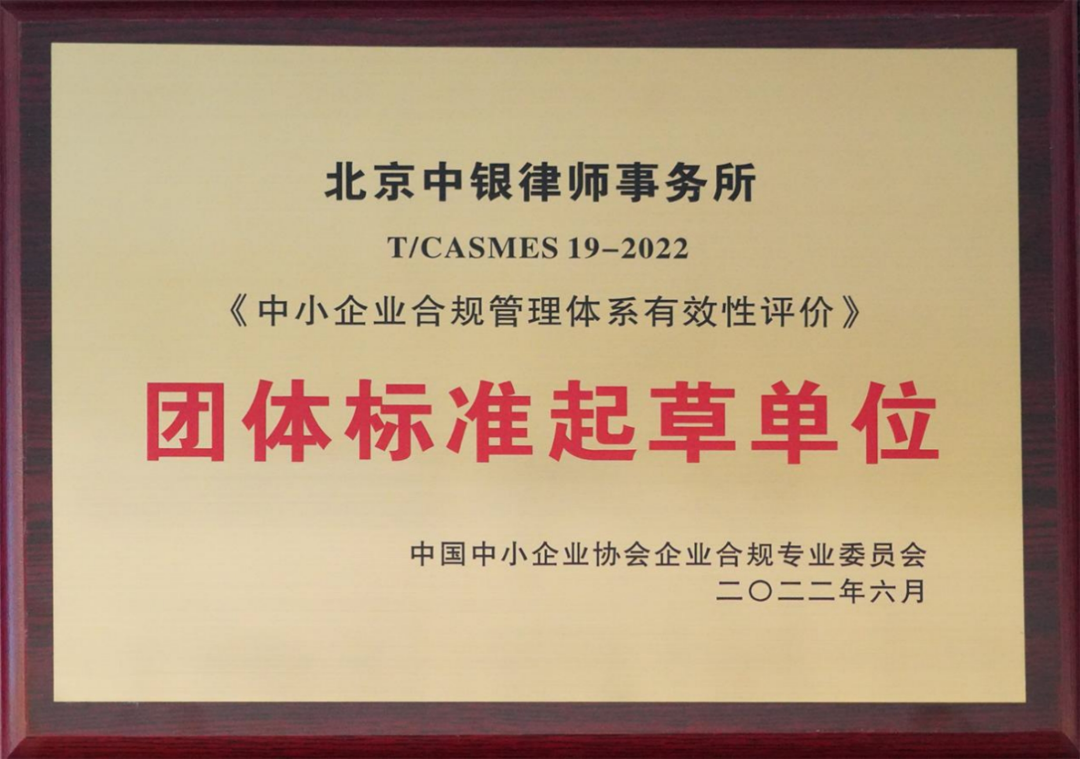 北京中银律师事务所
T/CASMES 19-2022
《中小企业合规管理体系有效性评价》
团体标准起草单位
中国中小企业协会企业合规专业委员会
二〇二二年六月